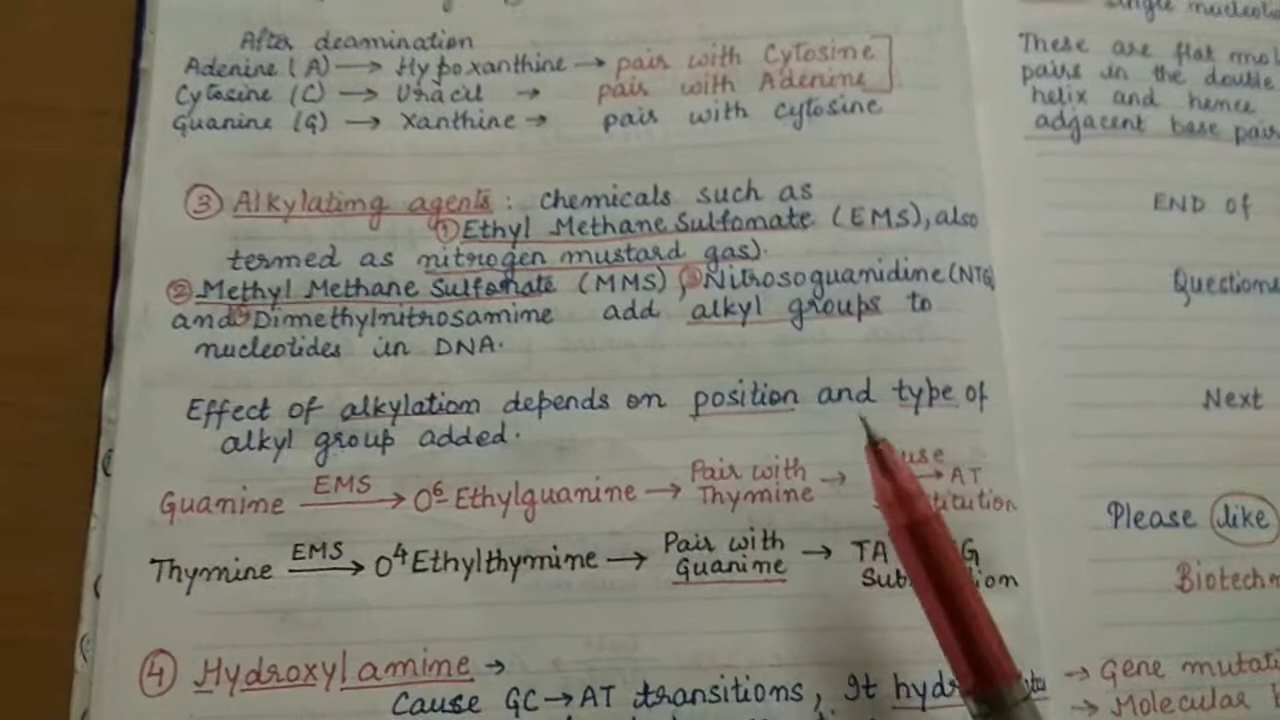 After deamination
Adenine (A) → Hypoxanthine → pair with Cytosine
Cytosine (C) → Uracil → pair with Adenine
Guanine (G) → Xanthine → pair with cytosine
③ Alkylating agents : chemicals such as
① Ethyl Methane Sulfomate (EMS), also
termed as nitrogen mustard gas).
② Methyl Methane Sulfonate (MMS), ③ Nitrosoguanidine (NTG)
and Dimethylnitrosamine add alkyl groups to
nucleotides in DNA.
Effect of alkylation depends on position and type of
alkyl group added.
Guanine EMS → O6-Ethylguanine → Pair with Thymine → → AT
Thymine EMS → O4 Ethylthymine → Pair with Guanine → TA G
④ Hydroxylamine →
Cause GC → AT transitions, It
single
These are flat
pairs in the double
helix and hence
adjacent base pair
END of
Questions
Next
Please like
→ Gene
→ Molecular